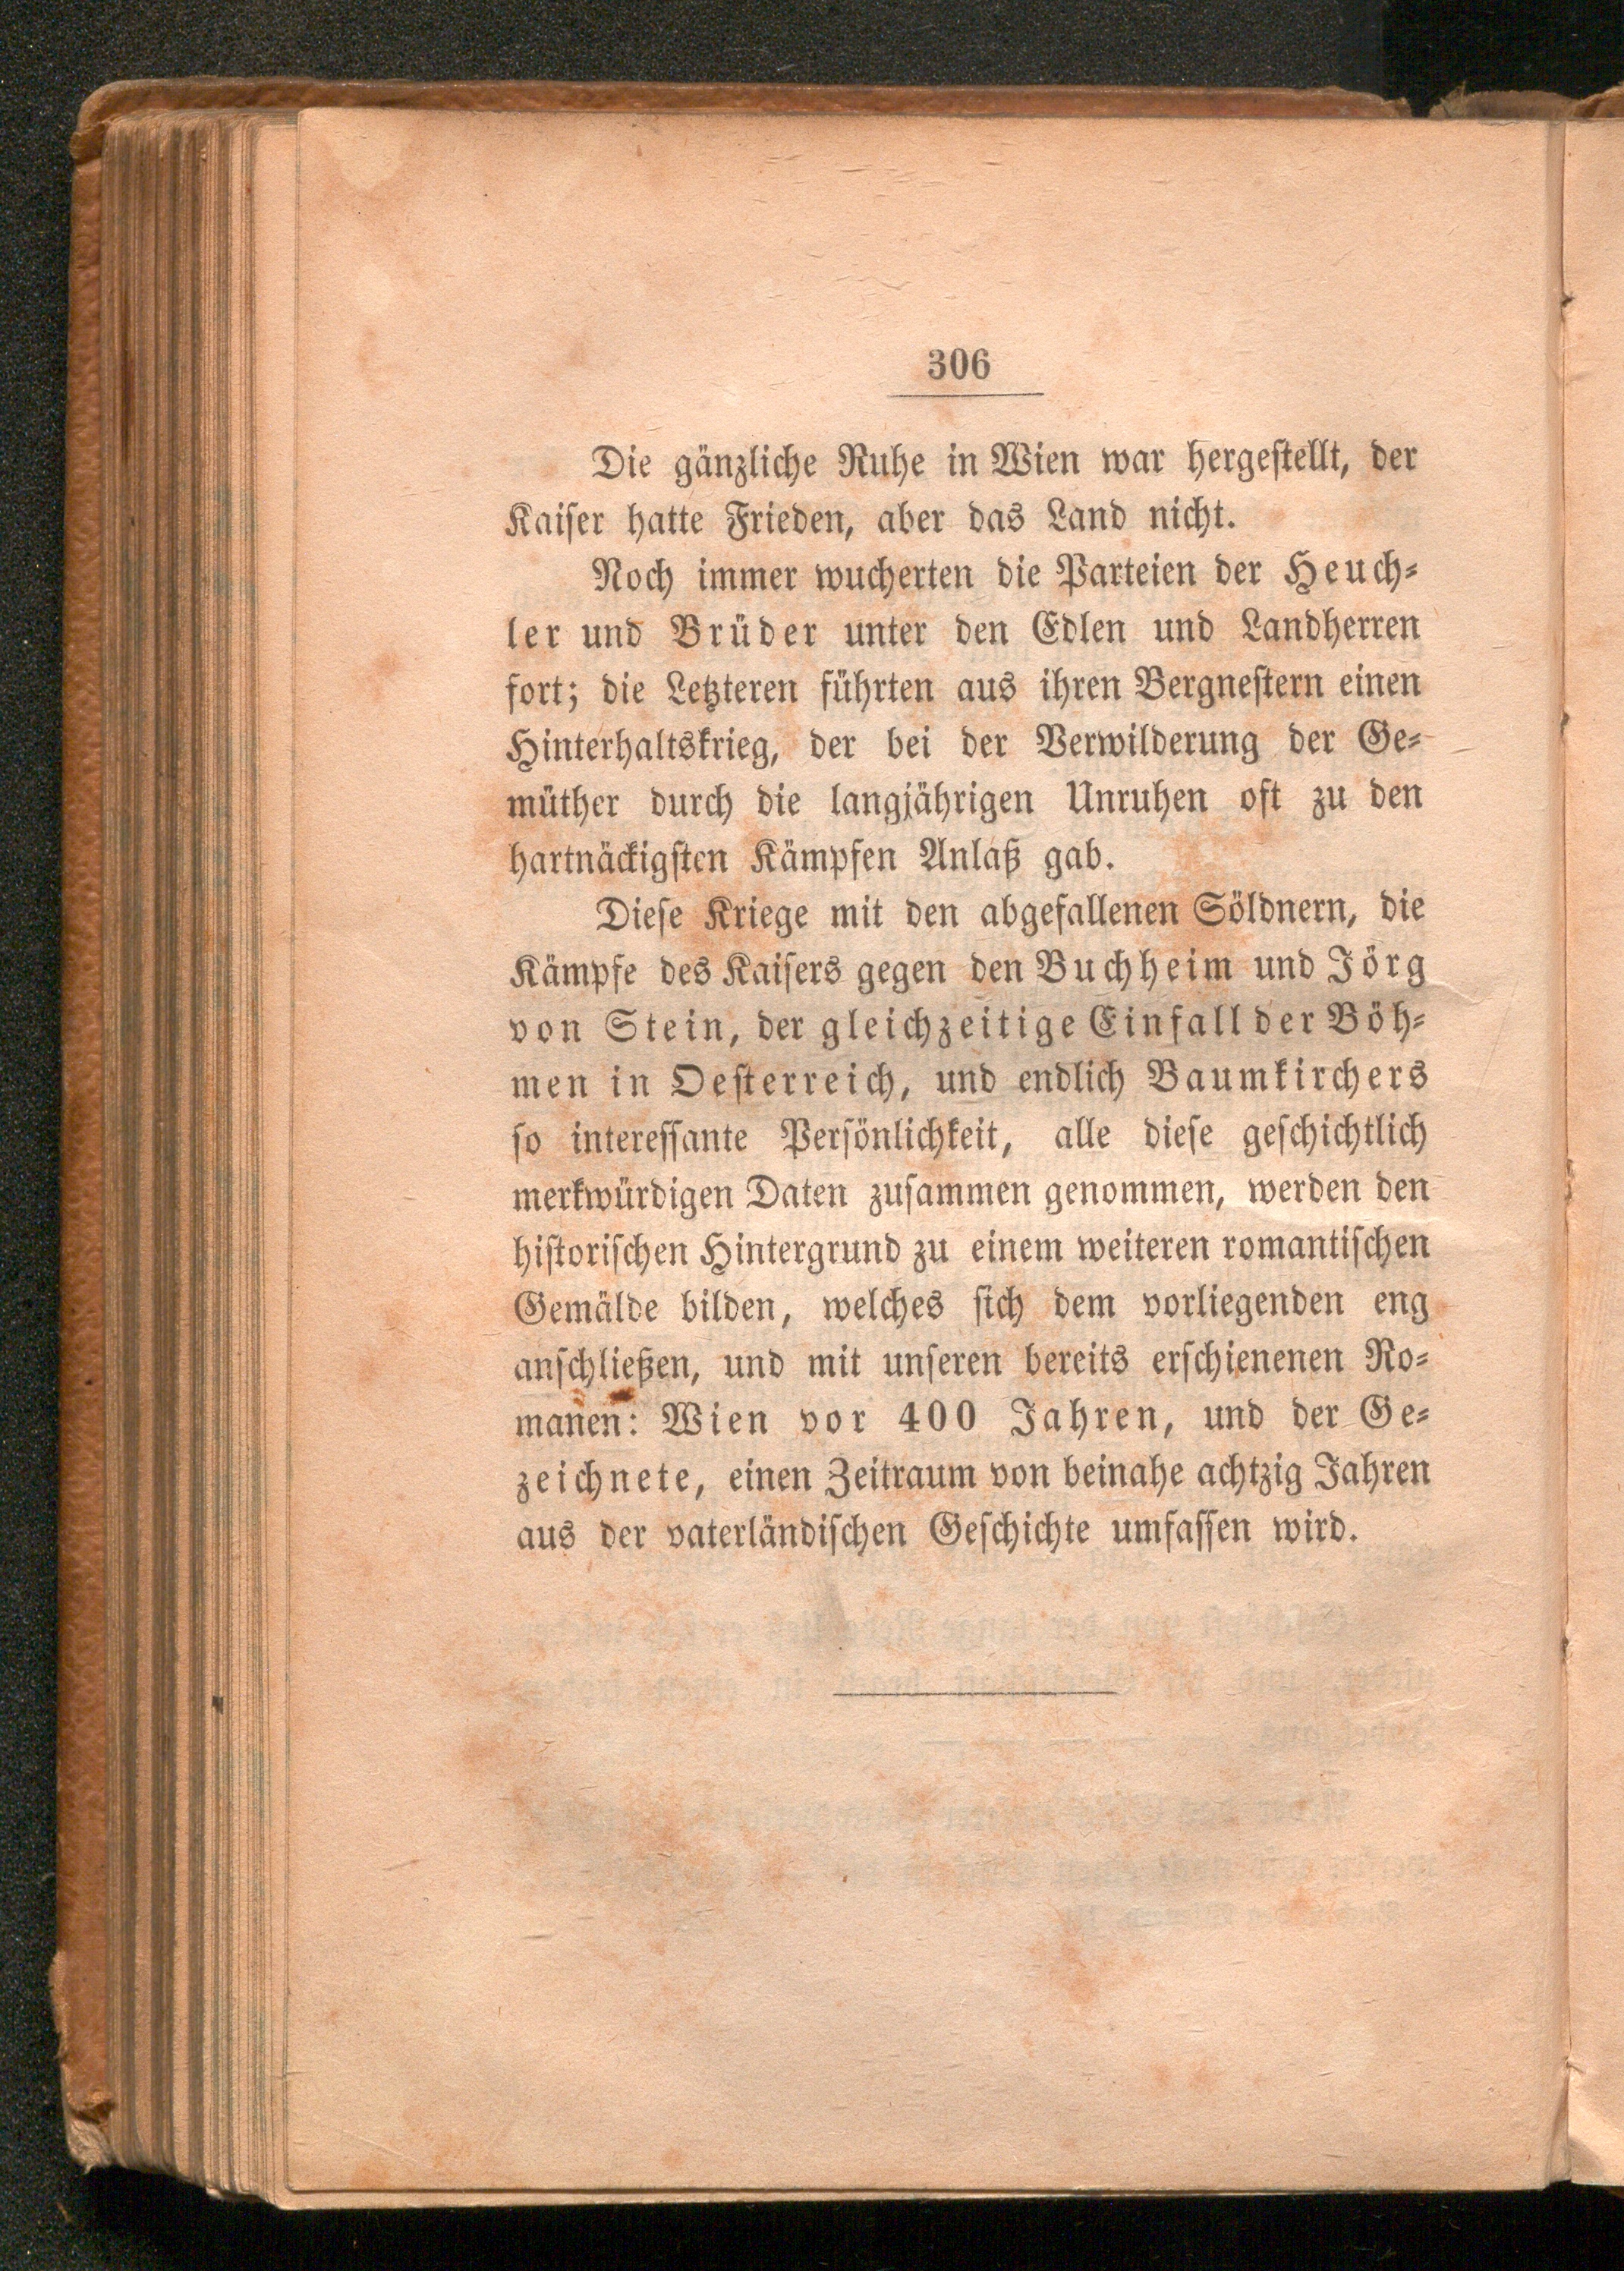 306
Die gänzliche Ruhe in Wien war hergestellt, der
Kaiser hatte Frieden, aber das Land nicht.
Noch immer wucherten die Parteien der Heuch-
ler und Brüder unter den Edlen und Landherren
fort; die Letzteren führten aus ihren Bergnestern einen
Hinterhaltskrieg, der bei der Verwilderung der Ge-
müther durch die langjährigen Unruhen oft zu den
hartnäckigsten Kämpfen Anlaß gab.
Diese Kriege mit den abgefallenen Söldnern, die
Kämpfe des Kaisers gegen den Buchheim und Jörg
von Stein, der gleichzeitige Einfall der Böh-
men in Oesterreich, und endlich Baumkirchers
so interessante Persönlichkeit, alle diese geschichtlich
merkwürdigen Daten zusammen genommen, werden den
historischen Hintergrund zu einem weiteren romantischen
Gemälde bilden, welches sich dem vorliegenden eng
anschließen, und mit unseren bereits erschienenen Ro-
manen: Wien vor 400 Jahren, und der Ge-
zeichnete, einen Zeitraum von beinahe achtzig Jahren
aus der vaterländischen Geschichte umfassen wird.